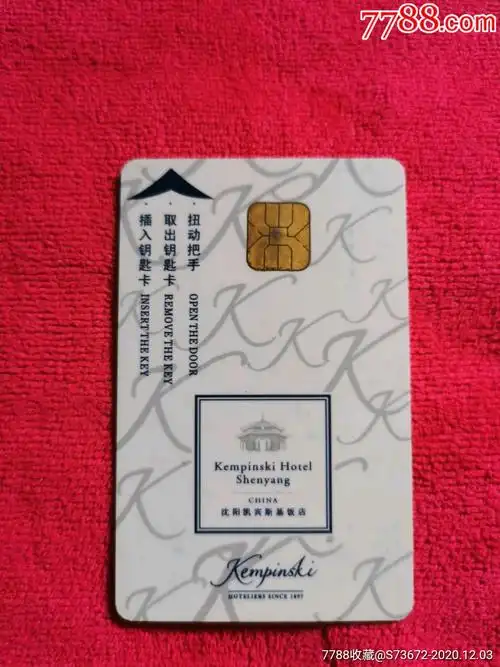 7788.com
·插入钥匙卡 INSERT THE KEY
·取出钥匙卡 REMOVE THE KEY
·扭动把手 OPEN THE DOOR
Kempinski Hotel
Shenyang
CHINA
沈阳凯宾斯基饭店
Kempinski
HOTELIERS SINCE 1897
7788收藏@S73672-2020.12.03